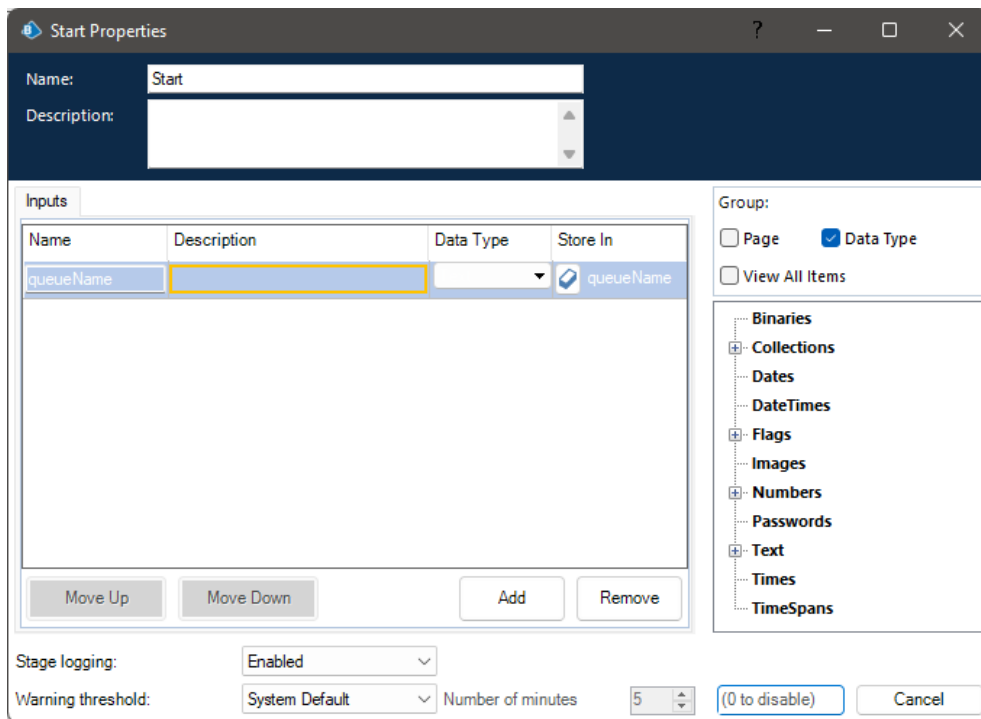 Start Properties
?
Name:
Start
Description:
Inputs
Name Description Data Type Store In
queueName queueName
Move Up Move Down Add Remove
Group:
Page Data Type
View All Items
Binaries
Collections
Dates
DateTimes
Flags
Images
Numbers
Passwords
Text
Times
TimeSpans
Stage logging: Enabled
Warning threshold: System Default Number of minutes 5 (0 to disable) Cancel